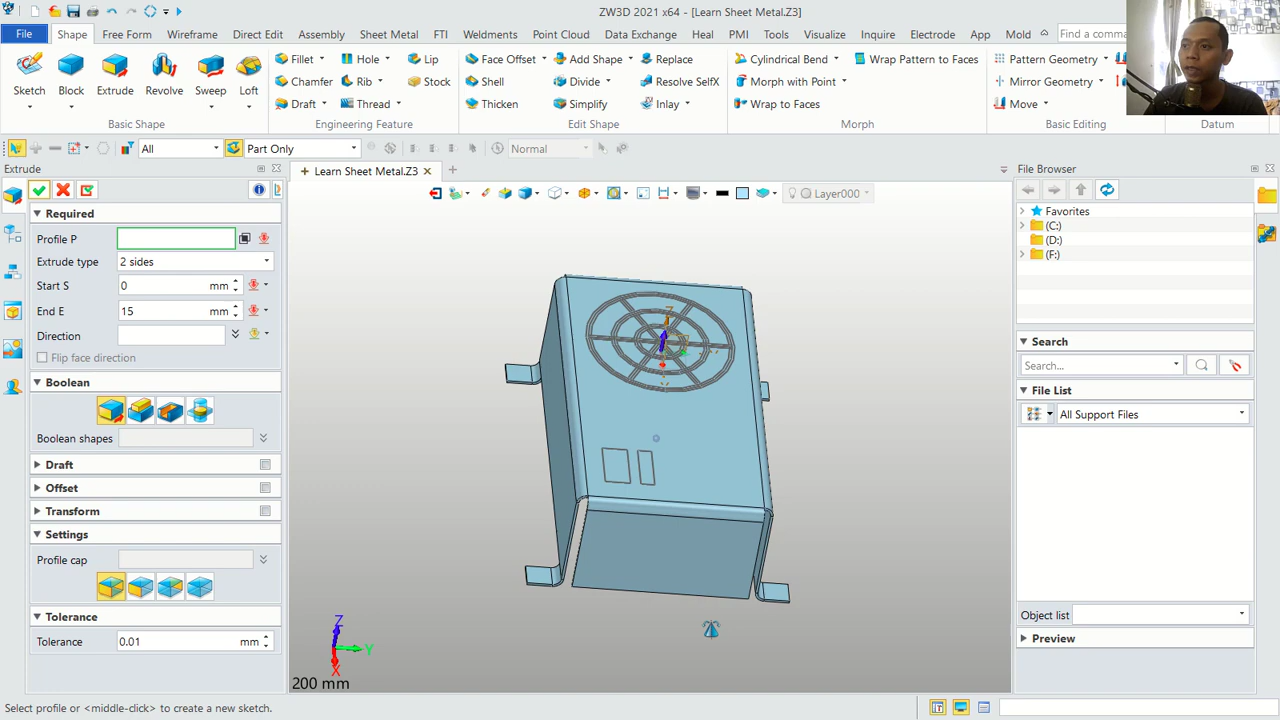 ZW3D 2021 x64 - [Learn Sheet Metal.Z3]
File Shape Free Form Wireframe Direct Edit Assembly Sheet Metal FTI Weldments Point Cloud Data Exchange Heal PMI Tools Visualize Inquire Electrode App Mold Find a comma
Fillet Hole Lip Face Offset Add Shape Replace Cylindrical Bend Wrap Pattern to Faces Pattern Geometry
Sketch Block Extrude Revolve Sweep Loft Chamfer Rib Stock Shell Divide Resolve SelfX Morph with Point Mirror Geometry
Draft Thread Thicken Simplify Inlay Wrap to Faces Move
Basic Shape Engineering Feature Edit Shape Morph Basic Editing Datum
All Part Only Normal
Extrude Learn Sheet Metal.Z3 File Browser
Layer000
Required
Profile P
Extrude type 2 sides
Start S 0 mm
End E 15 mm
Direction
Flip face direction
Boolean
Boolean shapes
Draft
Offset
Transform
Settings
Profile cap
Tolerance
Tolerance 0.01 mm
Z
Y
X
200 mm
Favorites
(C:)
(D:)
(F:)
Search
Search...
File List
All Support Files
Object list
Preview
Select profile or <middle-click> to create a new sketch.